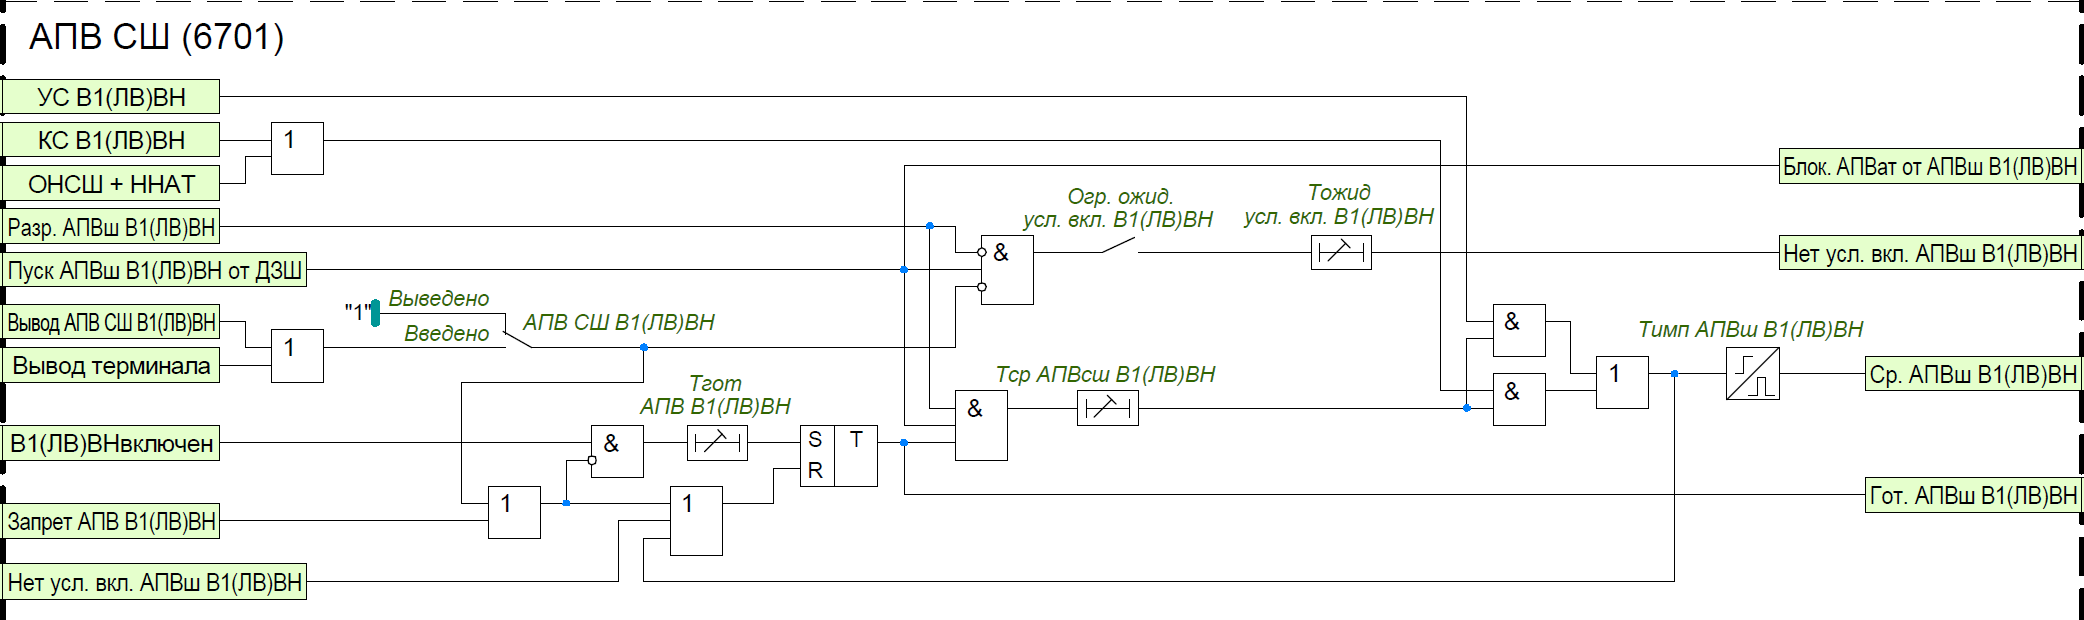 АПВ СШ (6701)
УС В1(ЛВ)ВН
КС В1(ЛВ)ВН
1
ОНСШ + ННАТ
Блок. АПВат от АПВш В1(ЛВ)ВН
Разр. АПВш В1(ЛВ)ВН
Огр. ожид.
усл. вкл. В1(ЛВ)ВН
Тожид
усл. вкл. В1(ЛВ)ВН
Пуск АПВш В1(ЛВ)ВН от ДЗШ
&
Нет усл. вкл. АПВш В1(ЛВ)ВН
"1"
Выведено
Введено
АПВ СШ В1(ЛВ)ВН
Вывод АПВ СШ В1(ЛВ)ВН
1
Вывод терминала
&
Тимп АПВш В1(ЛВ)ВН
Тср АПВсш В1(ЛВ)ВН
&
1
Ср. АПВш В1(ЛВ)ВН
Тгот
АПВ В1(ЛВ)ВН
&
В1(ЛВ)ВНвключен
&
S T
R
Гот. АПВш В1(ЛВ)ВН
1
1
Запрет АПВ В1(ЛВ)ВН
Нет усл. вкл. АПВш В1(ЛВ)ВН